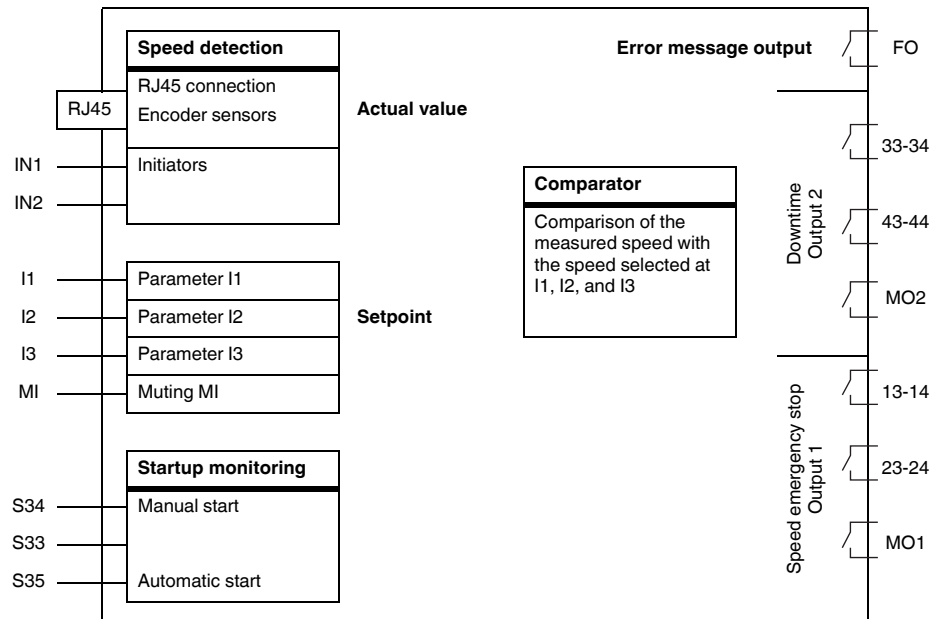 Speed detection
RJ45 connection
Encoder sensors
Initiators
RJ45
IN1
IN2
Actual value
Parameter I1
Parameter I2
Parameter I3
Muting MI
I1
I2
I3
MI
Setpoint
Startup monitoring
Manual start
Automatic start
S34
S33
S35
Comparator
Comparison of the
measured speed with
the speed selected at
I1, I2, and I3
Error message output
FO
Downtime
Output 2
33-34
43-44
MO2
Speed emergency stop
Output 1
13-14
23-24
MO1